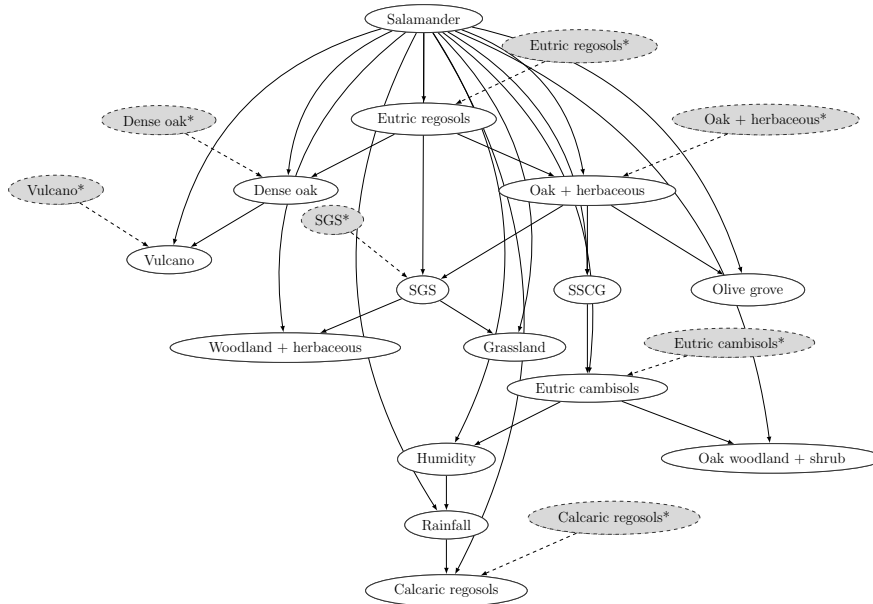 Salamander
Eutric regosols*
Dense oak*
Eutric regosols
Oak + herbaceous*
Vulcano*
Dense oak
Oak + herbaceous
SGS*
Vulcano
SGS
SSCG
Olive grove
Woodland + herbaceous
Grassland
Eutric cambisols*
Eutric cambisols
Humidity
Oak woodland + shrub
Rainfall
Calcaric regosols*
Calcaric regosols